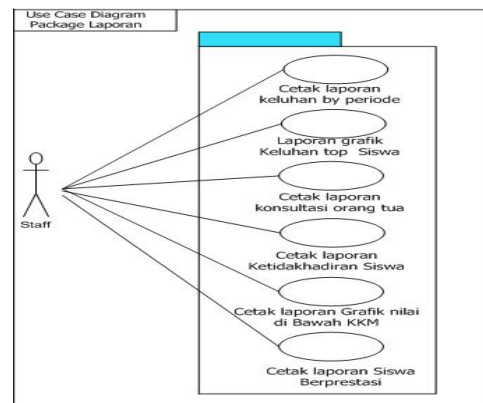 Use Case Diagram
Package Laporan
Cetak laporan
keluhan by periode
Laporan grafik
Keluhan top Siswa
Cetak laporan
konsultasi orang tua
Staff
Cetak laporan
Ketidakhadiran Siswa
Cetak laporan Grafik nilai
di Bawah KKM
Cetak laporan Siswa
Berprestasi